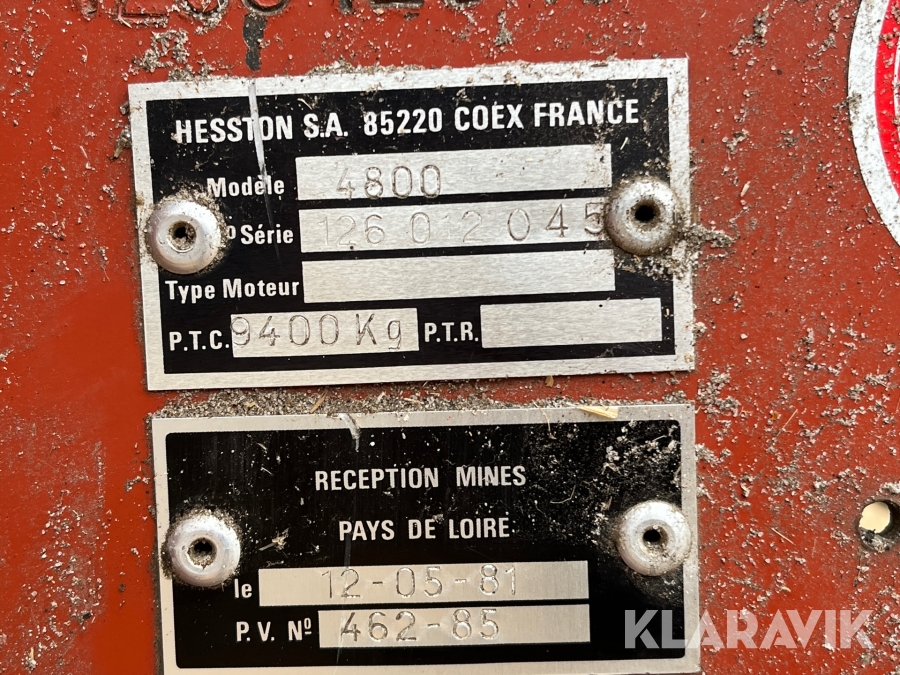 HESSTON S.A. 85220 COEX FRANCE
Modèle 4800
º Série 126 012 045
Type Moteur
P.T.C. 9400 Kg P.T.R.
RECEPTION MINES
PAYS DE LOIRE
le 12-05-81
P.V. Nº 462-85
KLARAVIK